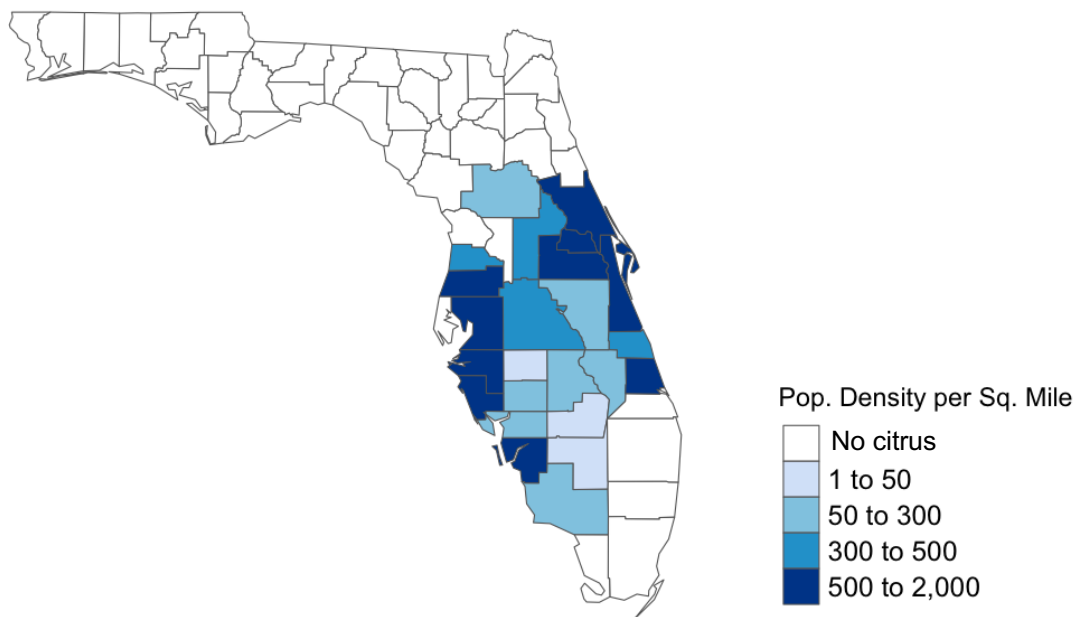 Pop. Density per Sq. Mile
No citrus
1 to 50
50 to 300
300 to 500
500 to 2,000